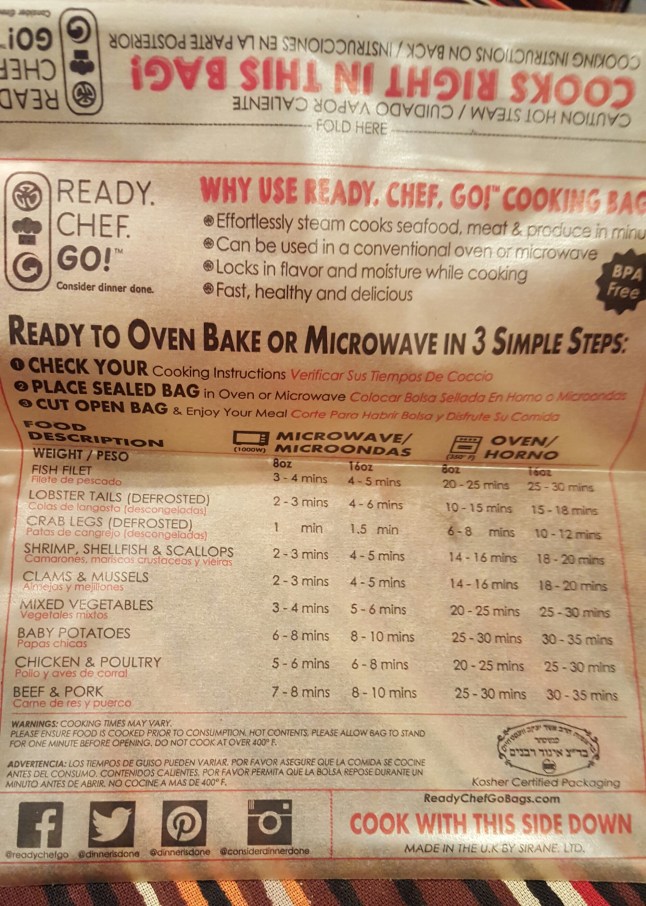 COOKING INSTRUCTIONS ON BACK / INSTRUCCIONES EN LA PARTE POSTERIOR
COOKS RIGHT IN THIS BAG!
CAUTION HOT STEAM / CUIDADO VAPOR CALIENTE
READ
CHEF
GO!
FOLD HERE
READY.
CHEF.
GO!™
Consider dinner done.
WHY USE READY. CHEF. GO!™ COOKING BAG
Effortlessly steam cooks seafood, meat & produce in minu
Can be used in a conventional oven or microwave
Locks in flavor and moisture while cooking
Fast, healthy and delicious
BPA
Free
READY TO OVEN BAKE OR MICROWAVE IN 3 SIMPLE STEPS:
1 CHECK YOUR Cooking Instructions Verificar Sus Tiempos De Coccio
2 PLACE SEALED BAG in Oven or Microwave Colocar Bolsa Sellada En Horno o Microondas
3 CUT OPEN BAG & Enjoy Your Meal Corte Para Habrir Bolsa y Disfrute Su Comida
FOOD DESCRIPTION (1000W) MICROWAVE/ MICROONDAS (350° F) OVEN/ HORNO
WEIGHT / PESO 8oz 16oz 8oz 16oz
FISH FILET 3 - 4 mins 4 - 5 mins 20 - 25 mins 25 - 30 mins
Filete de pescado
LOBSTER TAILS (DEFROSTED) 2 - 3 mins 4 - 6 mins 10 - 15 mins 15 - 18 mins
Colas de langosta (descongeladas)
CRAB LEGS (DEFROSTED) 1 min 1.5 min 6 - 8 mins 10 - 12 mins
Patas de cangrejo (descongeladas)
SHRIMP, SHELLFISH & SCALLOPS 2 - 3 mins 4 - 5 mins 14 - 16 mins 18 - 20 mins
Camarones, mariscos crustaceos y vieiras
CLAMS & MUSSELS 2 - 3 mins 4 - 5 mins 14 - 16 mins 18 - 20 mins
Almejas y mejillones
MIXED VEGETABLES 3 - 4 mins 5 - 6 mins 20 - 25 mins 25 - 30 mins
Vegetales mixtos
BABY POTATOES 6 - 8 mins 8 - 10 mins 25 - 30 mins 30 - 35 mins
Papas chicas
CHICKEN & POULTRY 5 - 6 mins 6 - 8 mins 20 - 25 mins 25 - 30 mins
Pollo y aves de corral
BEEF & PORK 7 - 8 mins 8 - 10 mins 25 - 30 mins 30 - 35 mins
Carne de res y puerco
WARNINGS: COOKING TIMES MAY VARY.
PLEASE ENSURE FOOD IS COOKED PRIOR TO CONSUMPTION. HOT CONTENTS, PLEASE ALLOW BAG TO STAND
FOR ONE MINUTE BEFORE OPENING. DO NOT COOK AT OVER 400° F.
ADVERTENCIA: LOS TIEMPOS DE GUISO PUEDEN VARIAR. POR FAVOR ASEGURE QUE LA COMIDA SE COCINE
ANTES DEL CONSUMO. CONTENIDOS CALIENTES, POR FAVOR PERMITA QUE LA BOLSA REPOSE DURANTE UN
MINUTO ANTES DE ABRIR. NO COCINE A MAS DE 400° F.
Kosher Certified Packaging
@readychefgo @dinnerisdone @dinnerisdone @considerdinnerdone
ReadyChefGoBags.com
COOK WITH THIS SIDE DOWN
MADE IN THE U.K BY SIRANE. LTD.